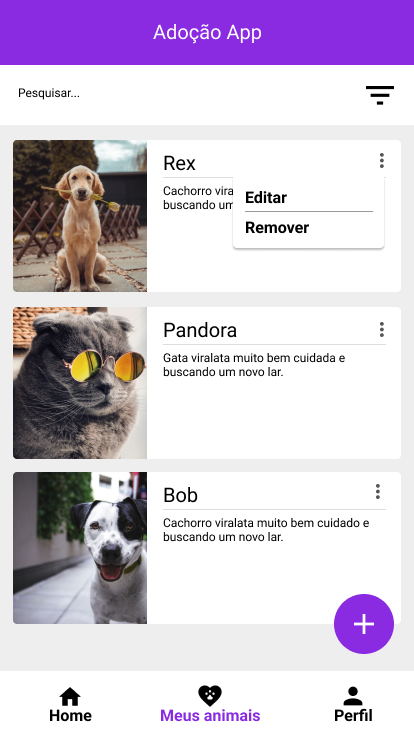 Adoção App
Pesquisar...
Rex
Cachorro vira
buscando um
Editar
Remover
Pandora
Gata viralata muito bem cuidada e
buscando um novo lar.
Bob
Cachorro viralata muito bem cuidado e
buscando um novo lar.
Home
Meus animais
Perfil